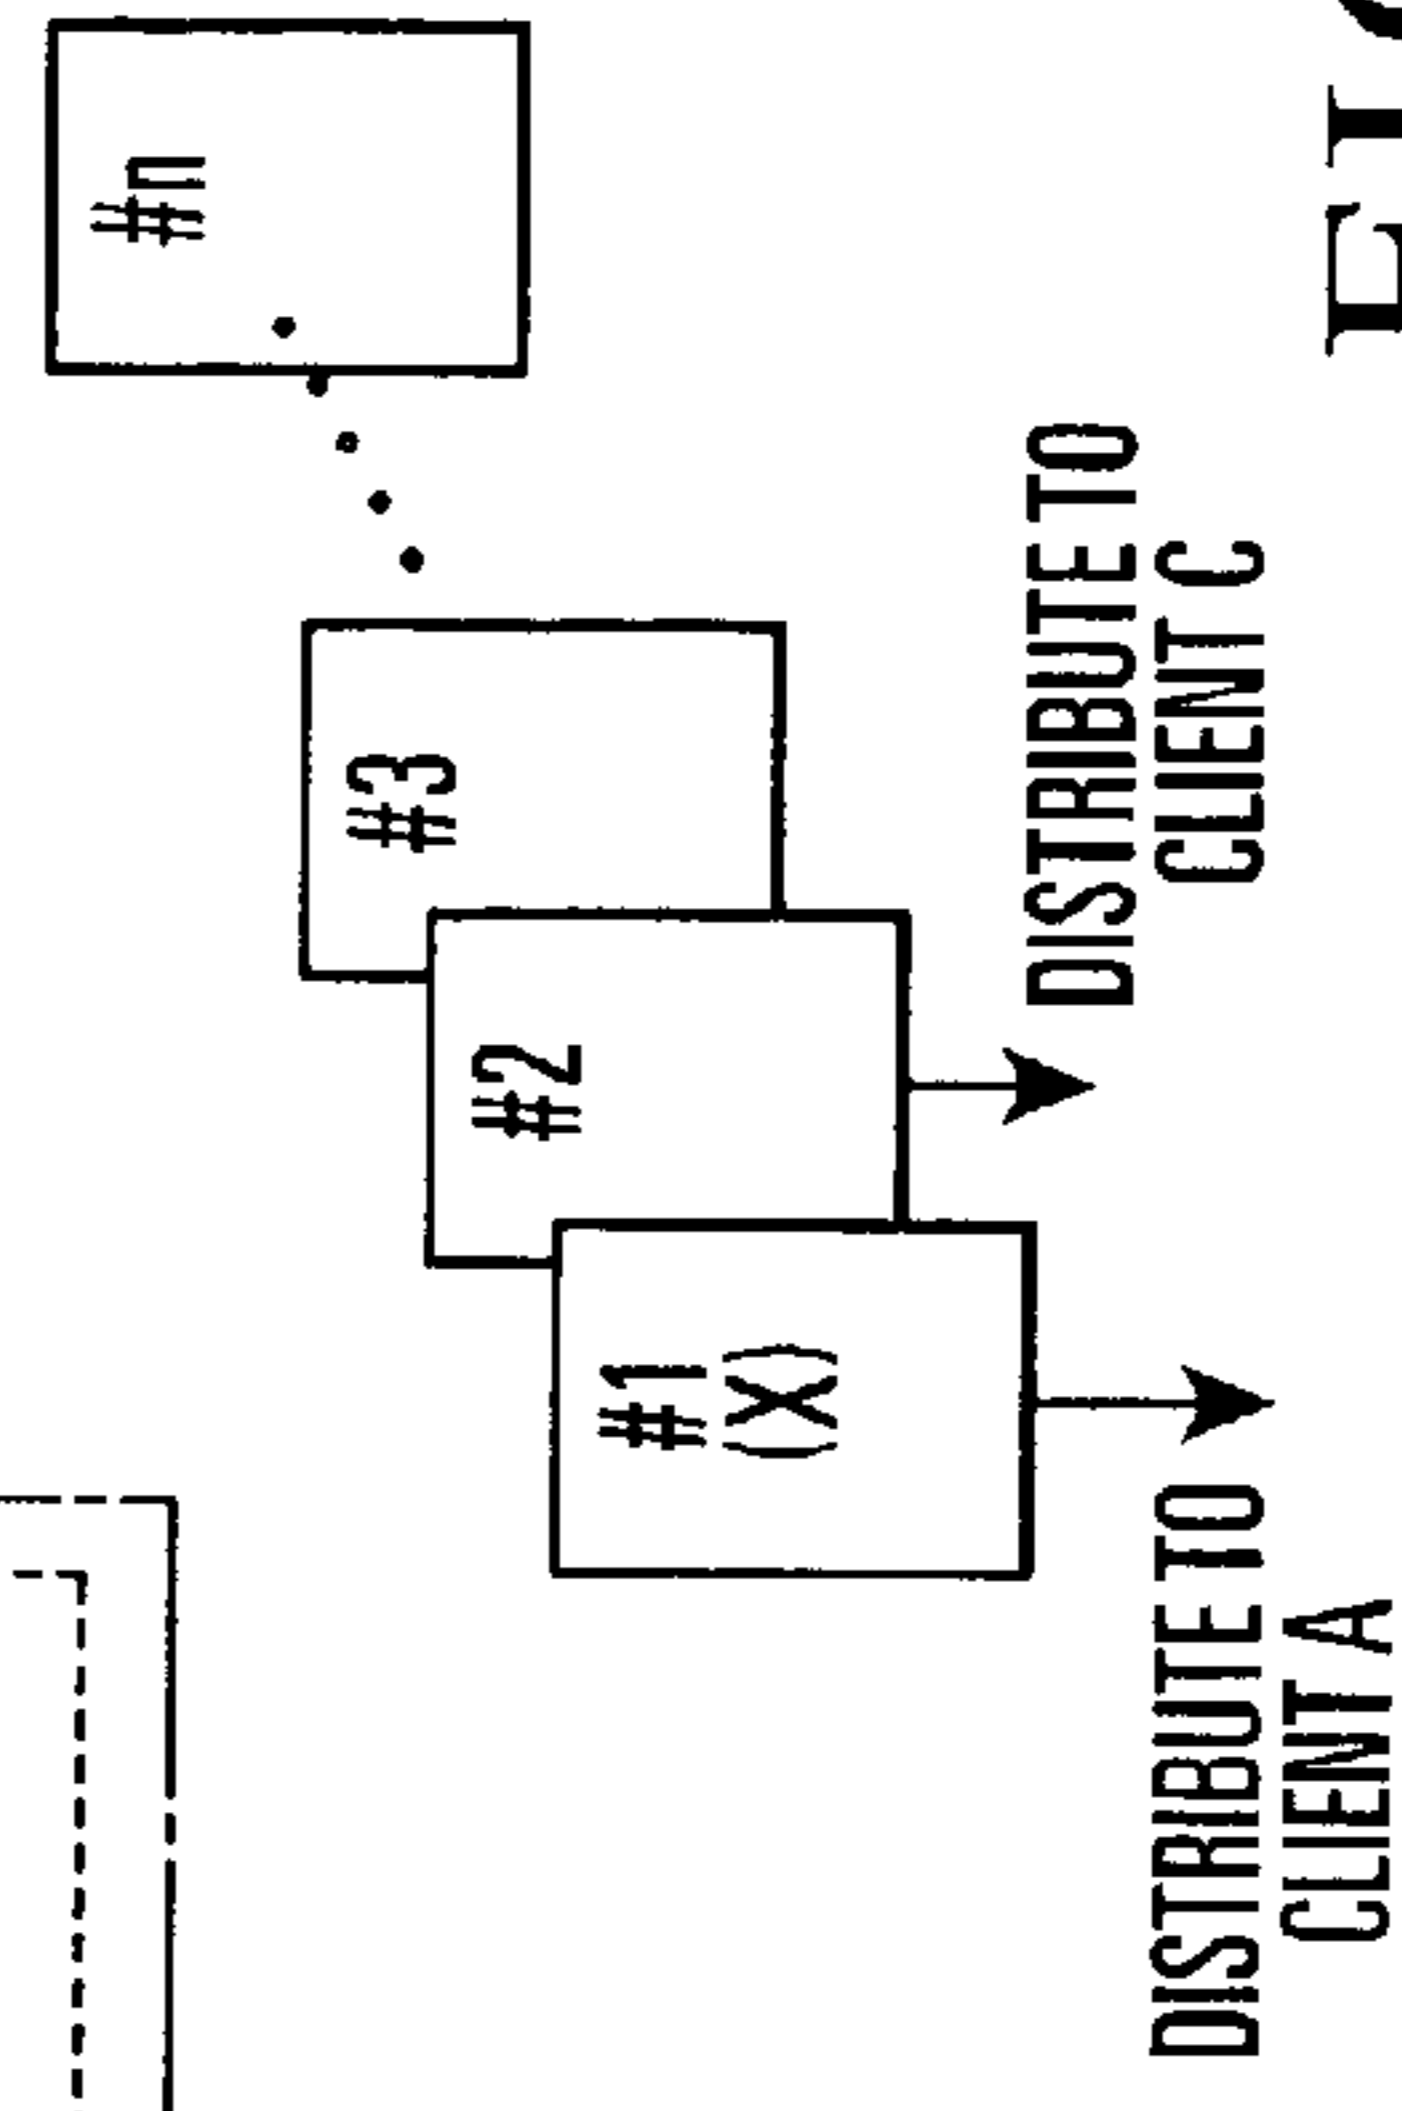 #n
#3
#2
#1
(X)
DISTRIBUTE TO
CLIENT C
DISTRIBUTE TO
CLIENT A